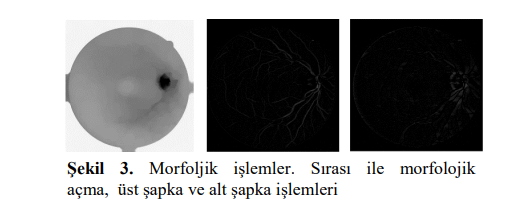 Şekil 3. Morfoljik işlemler. Sırası ile morfolojik
açma, üst şapka ve alt şapka işlemleri